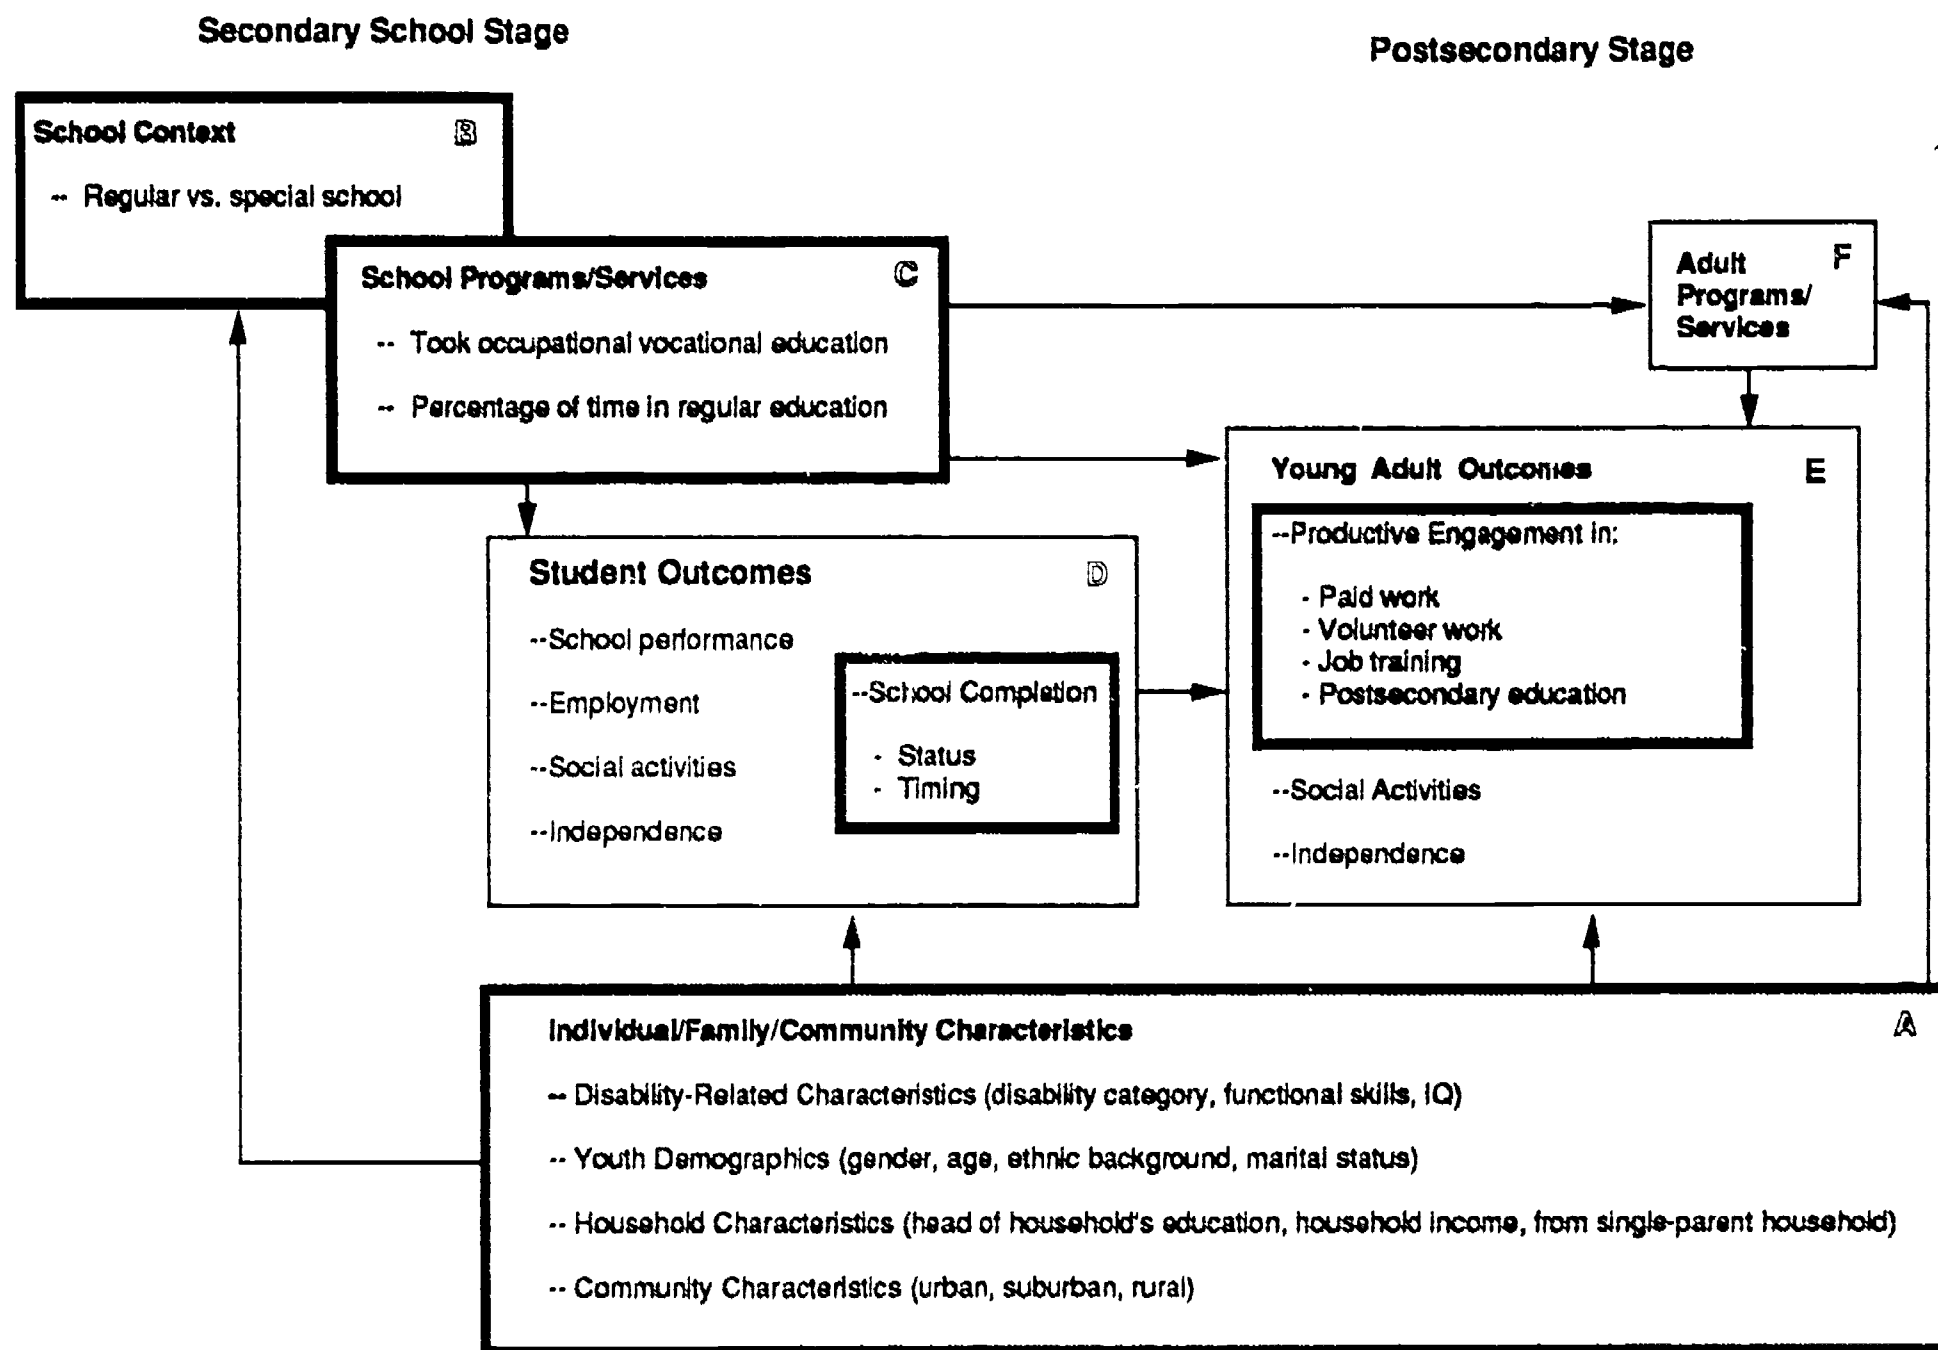 Secondary School Stage
Postsecondary Stage
School Context B
-- Regular vs. special school
School Programs/Services C
-- Took occupational vocational education
-- Percentage of time in regular education
Adult F
Programs/
Services
Young Adult Outcomes E
--Productive Engagement in:
- Paid work
- Volunteer work
- Job training
- Postsecondary education
--Social Activities
--Independence
Student Outcomes D
--School performance
--Employment
--Social activities
--Independence
--School Completion
- Status
- Timing
Individual/Family/Community Characteristics A
-- Disability-Related Characteristics (disability category, functional skills, IQ)
-- Youth Demographics (gender, age, ethnic background, marital status)
-- Household Characteristics (head of household's education, household income, from single-parent household)
-- Community Characteristics (urban, suburban, rural)